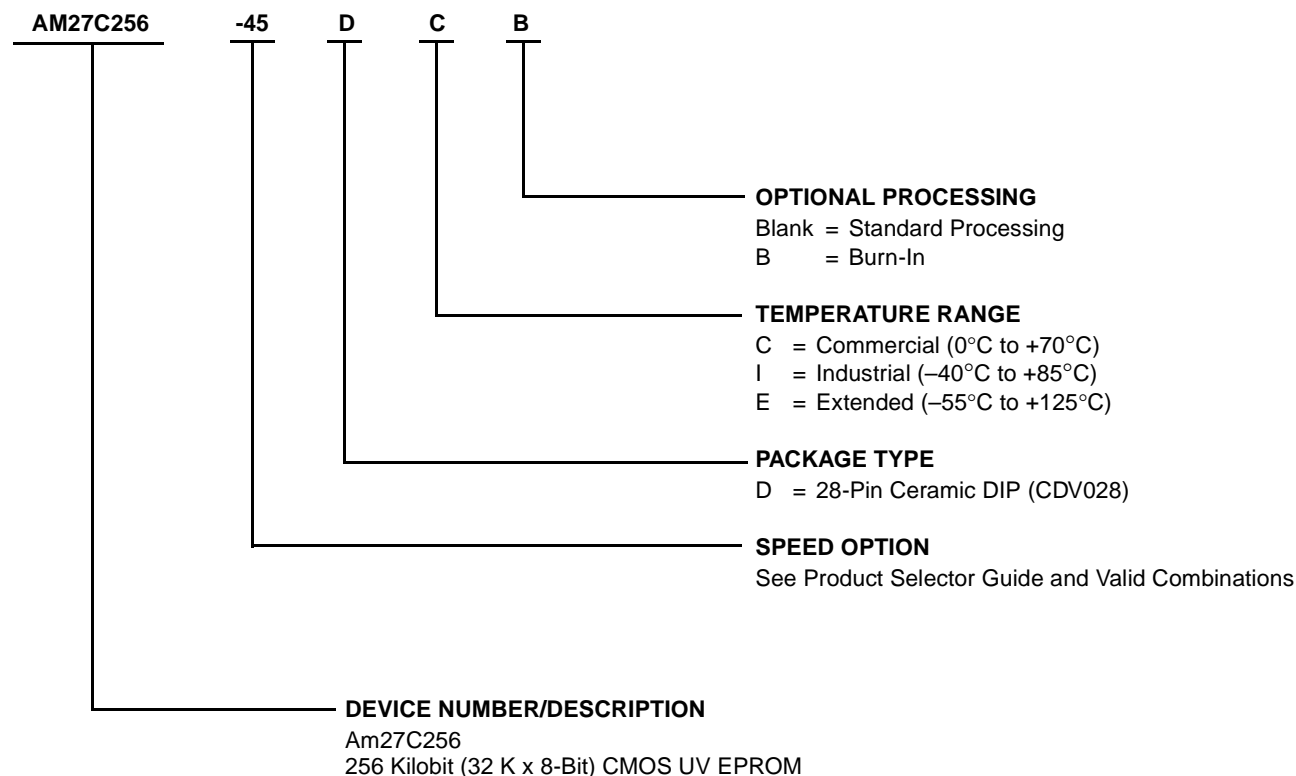 AM27C256 -45 D C B
OPTIONAL PROCESSING
Blank = Standard Processing
B = Burn-In
TEMPERATURE RANGE
C = Commercial (0°C to +70°C)
I = Industrial (–40°C to +85°C)
E = Extended (–55°C to +125°C)
PACKAGE TYPE
D = 28-Pin Ceramic DIP (CDV028)
SPEED OPTION
See Product Selector Guide and Valid Combinations
DEVICE NUMBER/DESCRIPTION
Am27C256
256 Kilobit (32 K x 8-Bit) CMOS UV EPROM